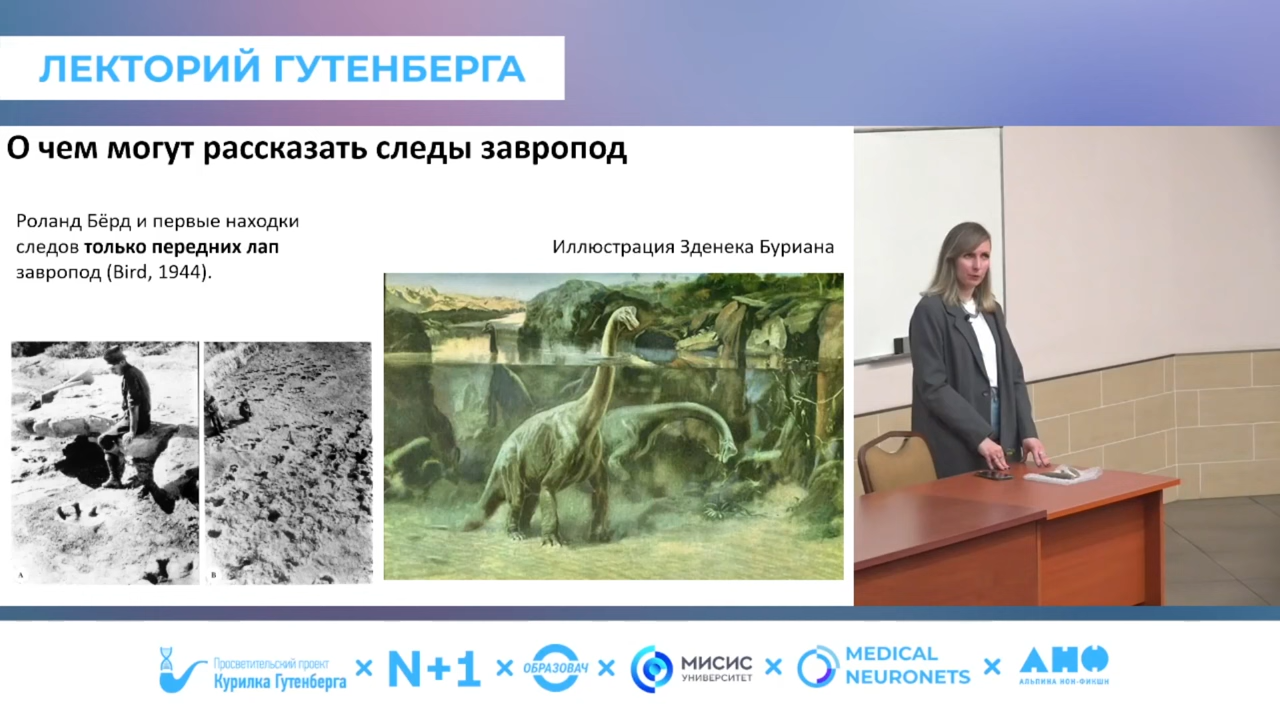 ЛЕКТОРИЙ ГУТЕНБЕРГА
О чем могут рассказать следы завропод
Роланд Бёрд и первые находки
следов только передних лап
завропод (Bird, 1944).
Иллюстрация Зденека Буриана
A
B
Просветительский проект
Курилка Гутенберга
×
N+1
×
ОБРАЗОВАЧ
×
МИСИС
УНИВЕРСИТЕТ
×
MEDICAL
NEURONETS
×
АНФ
АЛЬПИНА НОН-ФИКШН